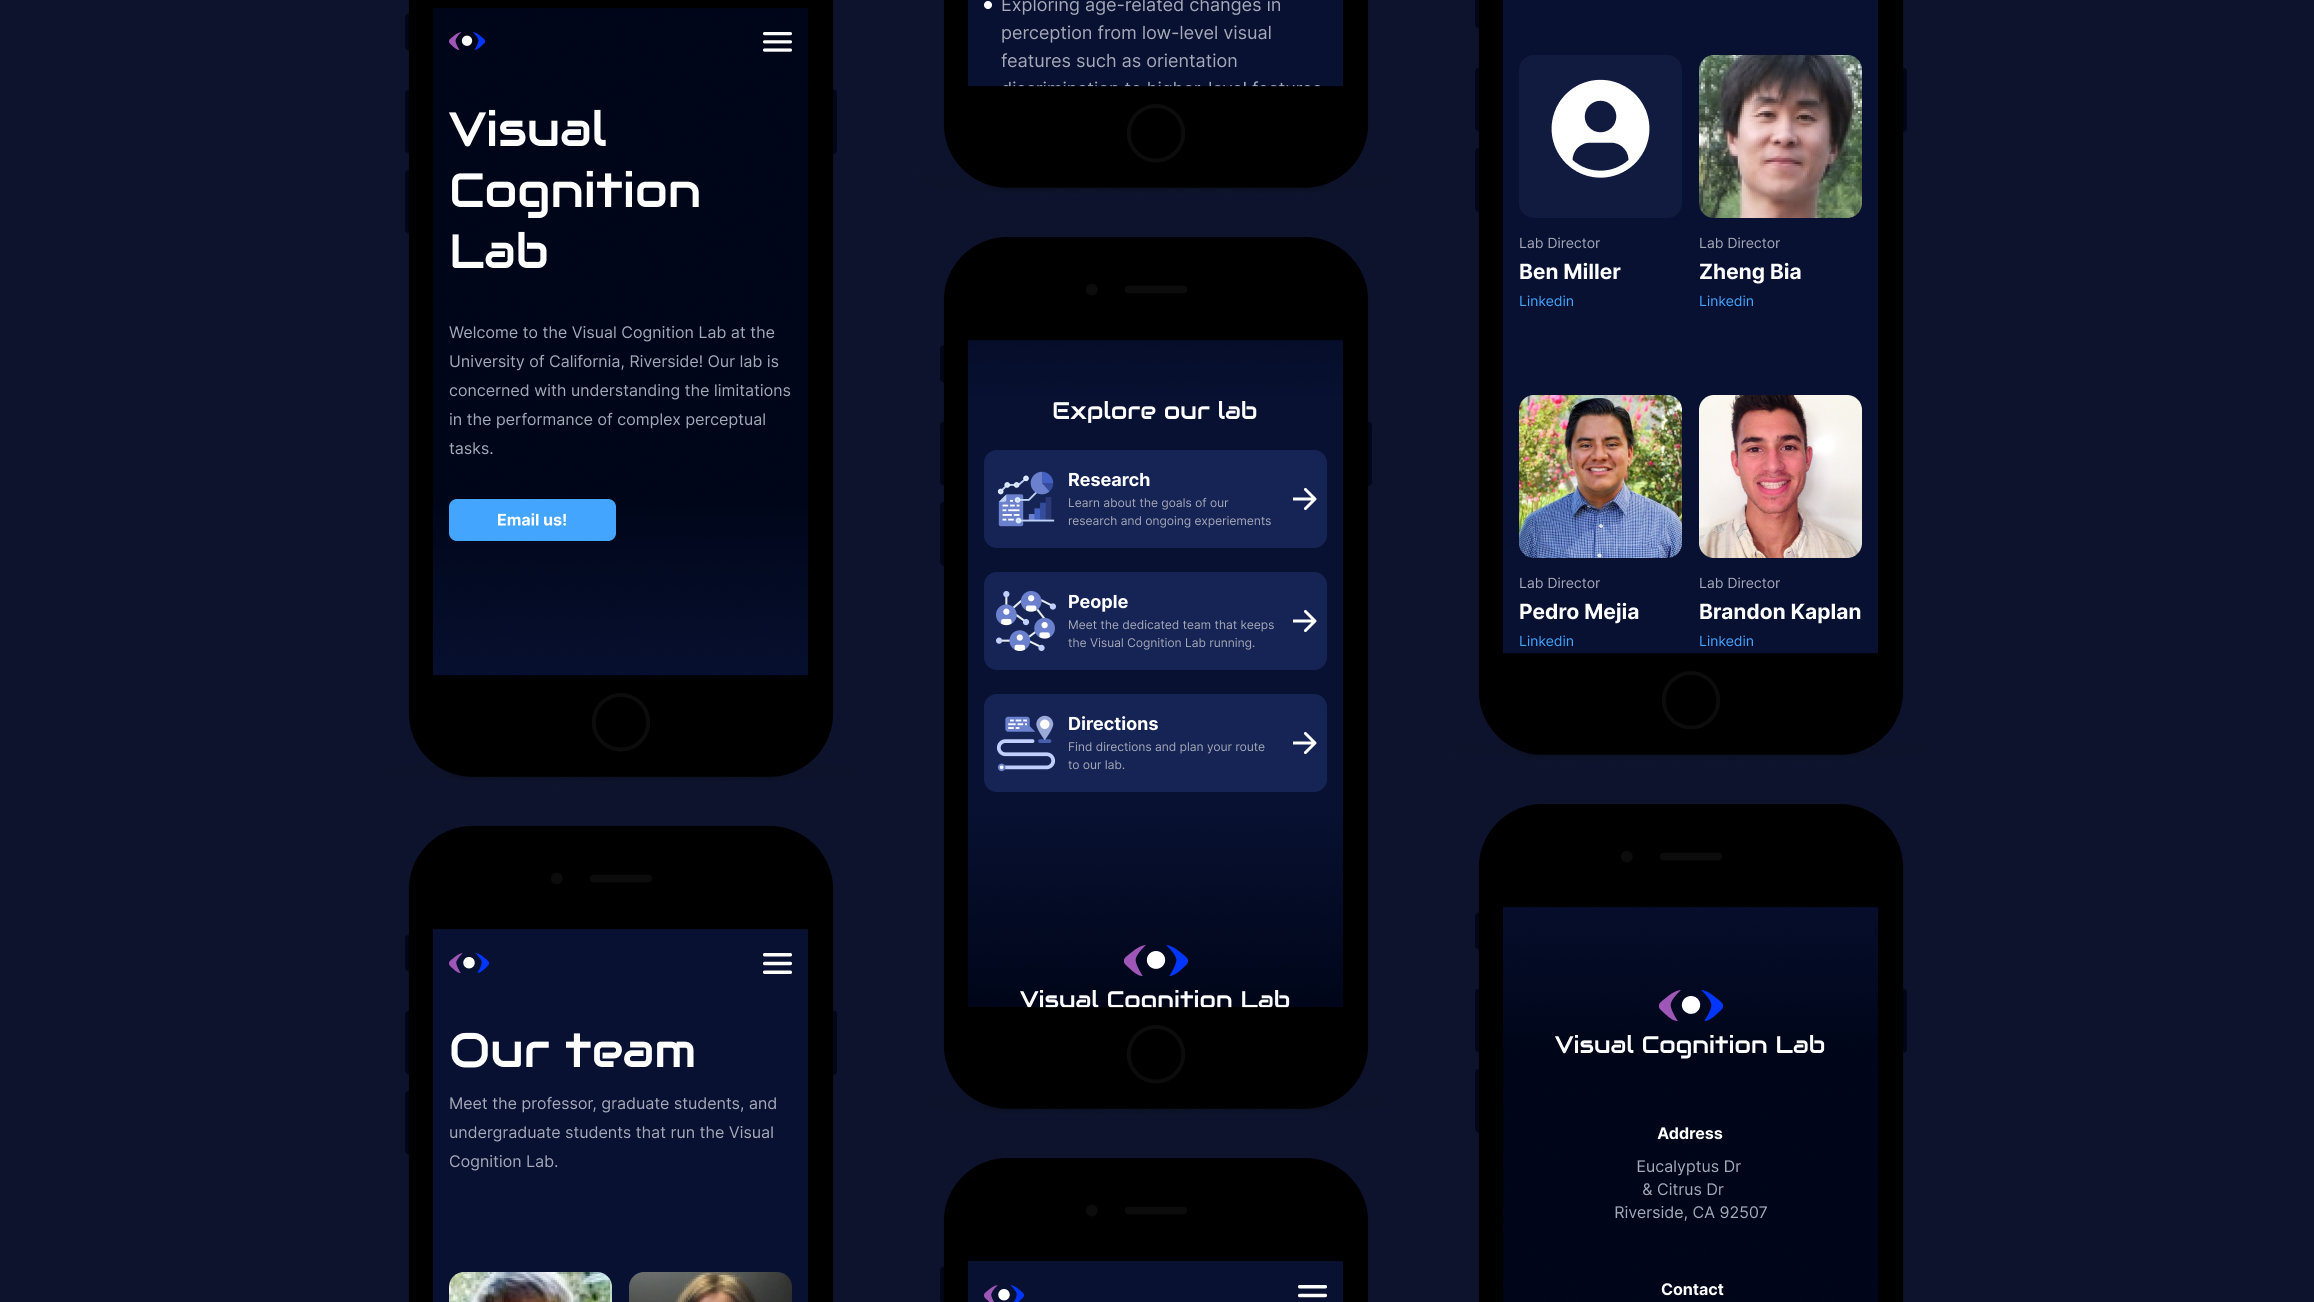 Visual
Cognition
Lab
Welcome to the Visual Cognition Lab at the
University of California, Riverside! Our lab is
concerned with understanding the limitations
in the performance of complex perceptual
tasks.
Email us!
Our team
Meet the professor, graduate students, and
undergraduate students that run the Visual
Cognition Lab.
Exploring age-related changes in
perception from low-level visual
features such as orientation
discrimination to higher-level features
Explore our lab
Research
Learn about the goals of our
research and ongoing experiements
People
Meet the dedicated team that keeps
the Visual Cognition Lab running.
Directions
Find directions and plan your route
to our lab.
Visual Cognition Lab
Lab Director
Ben Miller
Linkedin
Lab Director
Zheng Bia
Linkedin
Lab Director
Pedro Mejia
Linkedin
Lab Director
Brandon Kaplan
Linkedin
Visual Cognition Lab
Address
Eucalyptus Dr
& Citrus Dr
Riverside, CA 92507
Contact